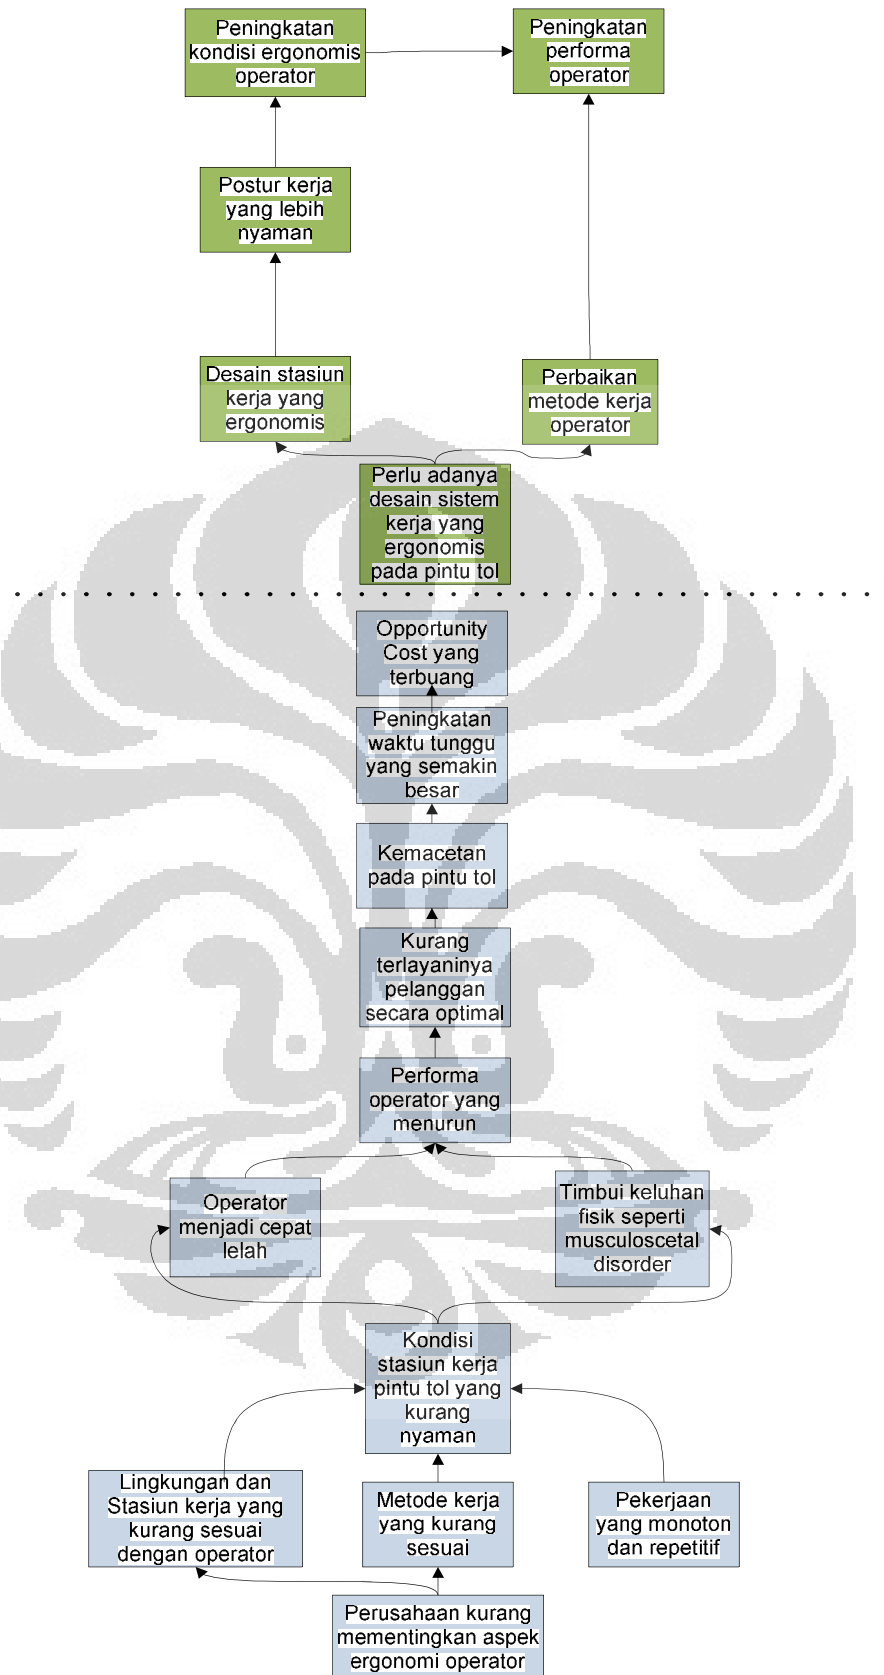 Peningkatan
kondisi ergonomis
operator
Peningkatan
performa
operator
Postur kerja
yang lebih
nyaman
Desain stasiun
kerja yang
ergonomis
Perbaikan
metode kerja
operator
Perlu adanya
desain sistem
kerja yang
ergonomis
pada pintu tol
Opportunity
Cost yang
terbuang
Peningkatan
waktu tunggu
yang semakin
besar
Kemacetan
pada pintu tol
Kurang
terlayaninya
pelanggan
secara optimal
Performa
operator yang
menurun
Operator
menjadi cepat
lelah
Timbui keluhan
fisik seperti
musculoscetal
disorder
Kondisi
stasiun kerja
pintu tol yang
kurang
nyaman
Lingkungan dan
Stasiun kerja yang
kurang sesuai
dengan operator
Metode kerja
yang kurang
sesuai
Pekerjaan
yang monoton
dan repetitif
Perusahaan kurang
mementingkan aspek
ergonomi operator